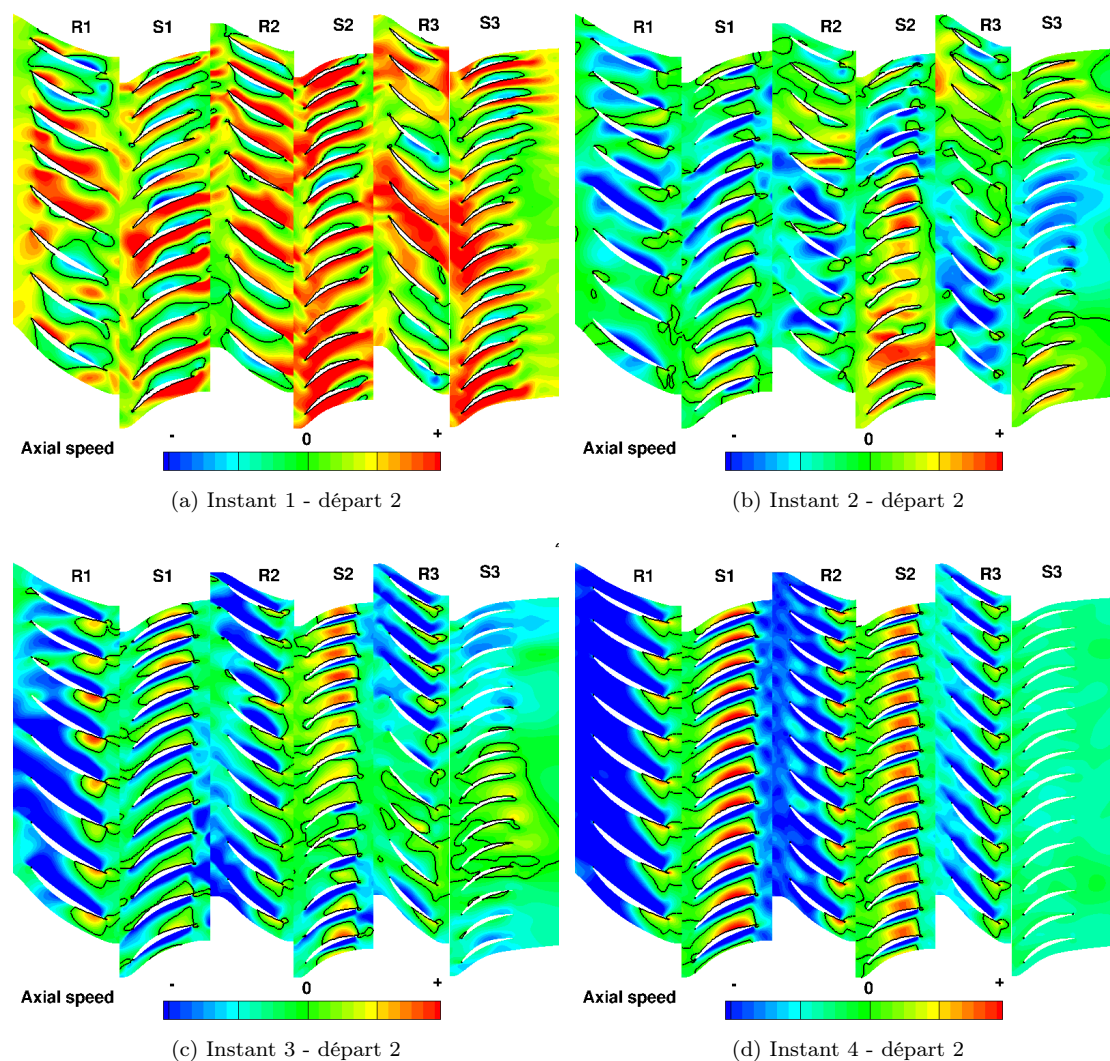 R1 S1 R2 S2 R3 S3
- 0 +
Axial speed
(a) Instant 1 - départ 2
R1 S1 R2 S2 R3 S3
- 0 +
Axial speed
(b) Instant 2 - départ 2
R1 S1 R2 S2 R3 S3
- 0 +
Axial speed
(c) Instant 3 - départ 2
R1 S1 R2 S2 R3 S3
- 0 +
Axial speed
(d) Instant 4 - départ 2